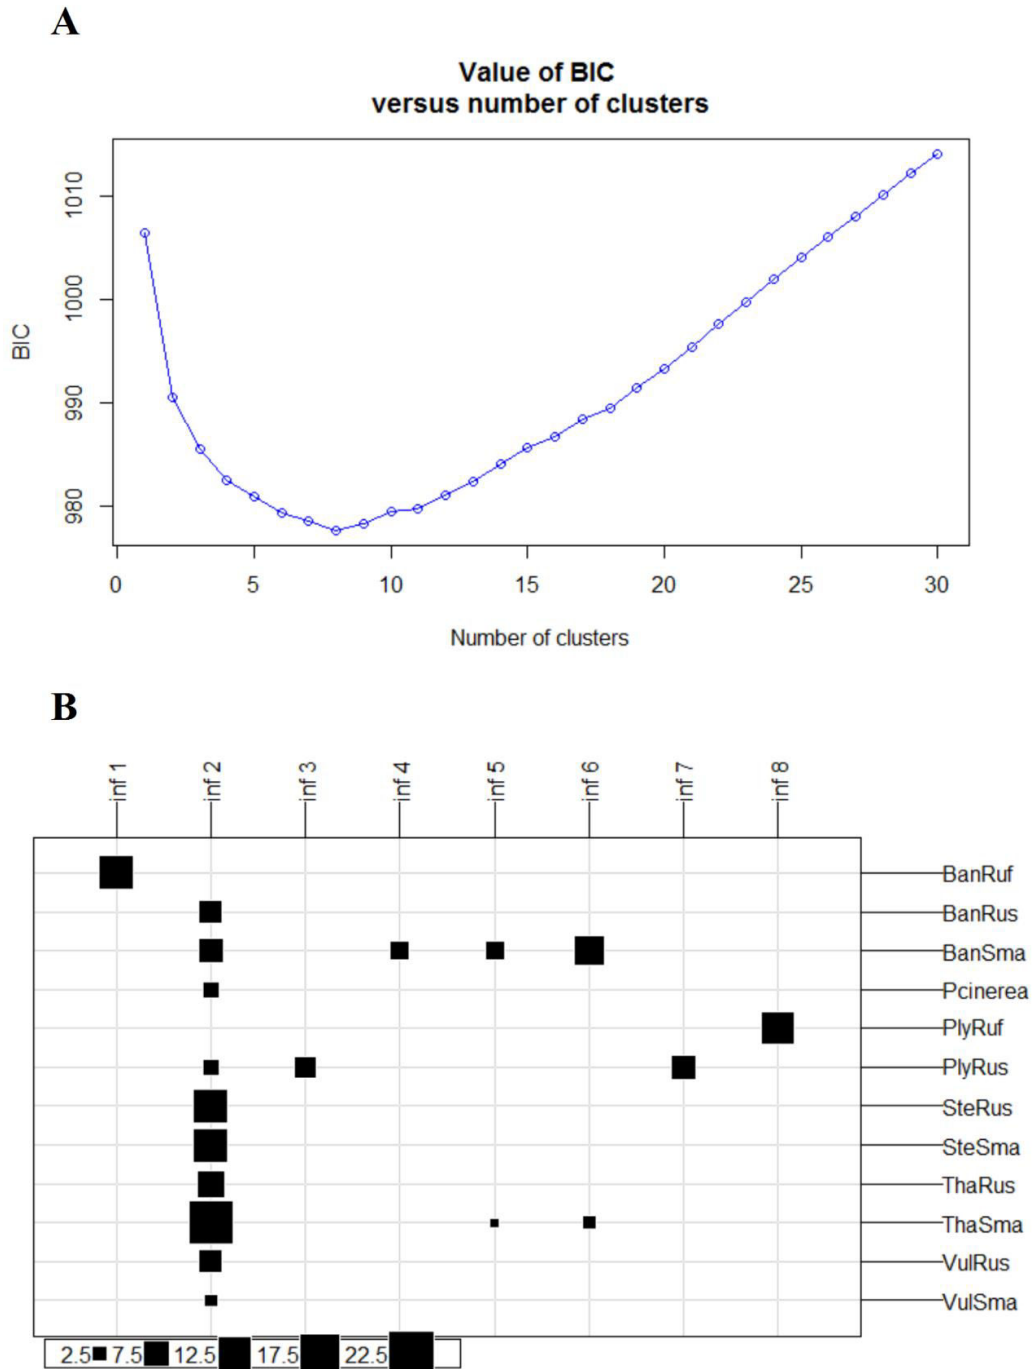 A
Value of BIC
versus number of clusters
1010
1000
990
980
BIC
0 5 10 15 20 25 30
Number of clusters
B
inf 1 inf 2 inf 3 inf 4 inf 5 inf 6 inf 7 inf 8
BanRuf
BanRus
BanSma
Pcinerea
PlyRuf
PlyRus
SteRus
SteSma
ThaRus
ThaSma
VulRus
VulSma
2.5 7.5 12.5 17.5 22.5